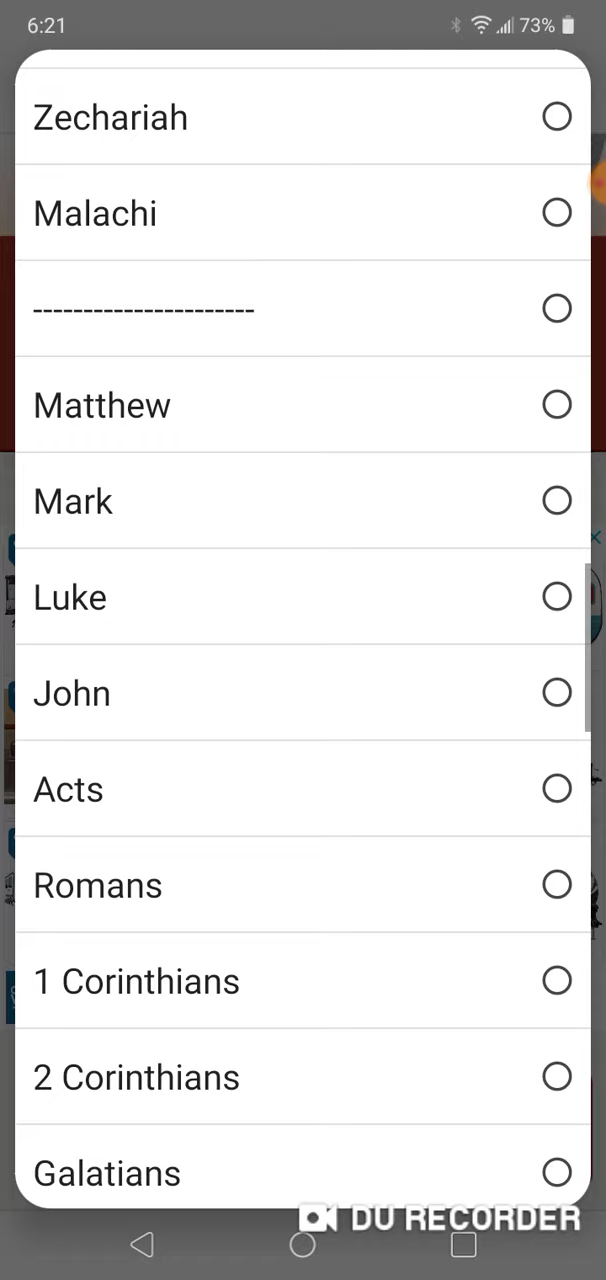 6:21
73%
Zechariah
Malachi
----------------------
Matthew
Mark
Luke
John
Acts
Romans
1 Corinthians
2 Corinthians
Galatians
DU RECORDER